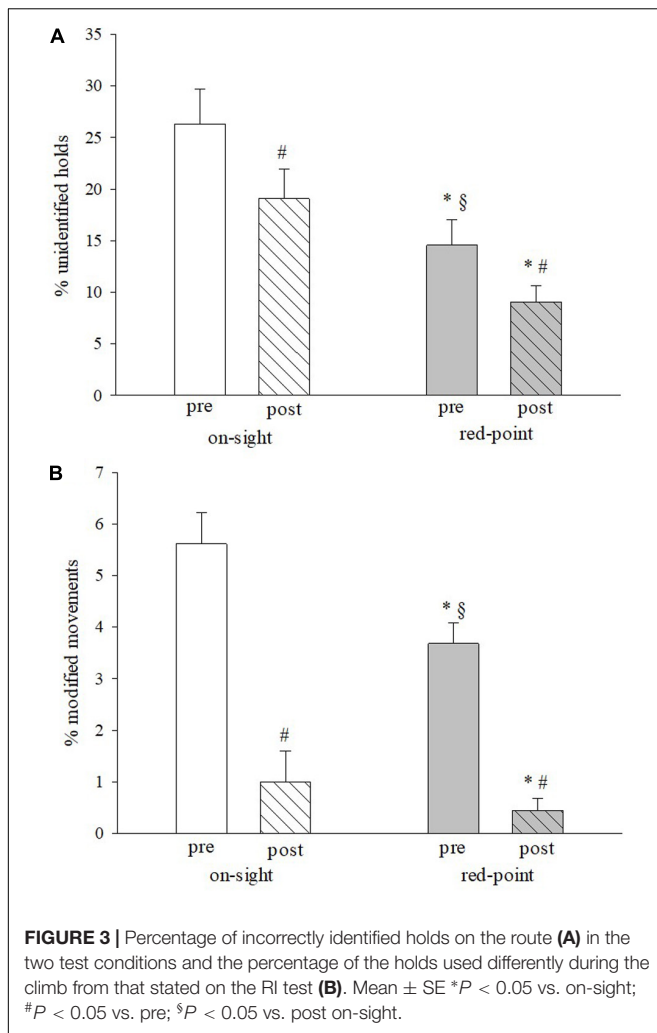 A
35
30
25
20
15
10
5
0
% unidentified holds
#
* §
* #
pre post pre post
on-sight red-point
B
7
6
5
4
3
2
1
0
% modified movements
#
* §
* #
pre post pre post
on-sight red-point
FIGURE 3 | Percentage of incorrectly identified holds on the route (A) in the
two test conditions and the percentage of the holds used differently during the
climb from that stated on the RI test (B). Mean ± SE *P < 0.05 vs. on-sight;
#P < 0.05 vs. pre; §P < 0.05 vs. post on-sight.